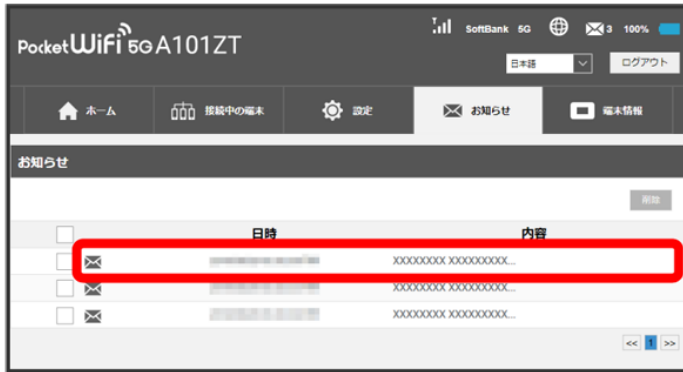 SoftBank 5G 3 100%
Pocket WiFi 5G A101ZT
日本語 ログアウト
ホーム 接続中の端末 設定 お知らせ 端末情報
お知らせ
削除
日時 内容
XXXXXXXX XXXXXXXXX...
XXXXXXXX XXXXXXXXX...
XXXXXXXX XXXXXXXXX...
<< 1 >>